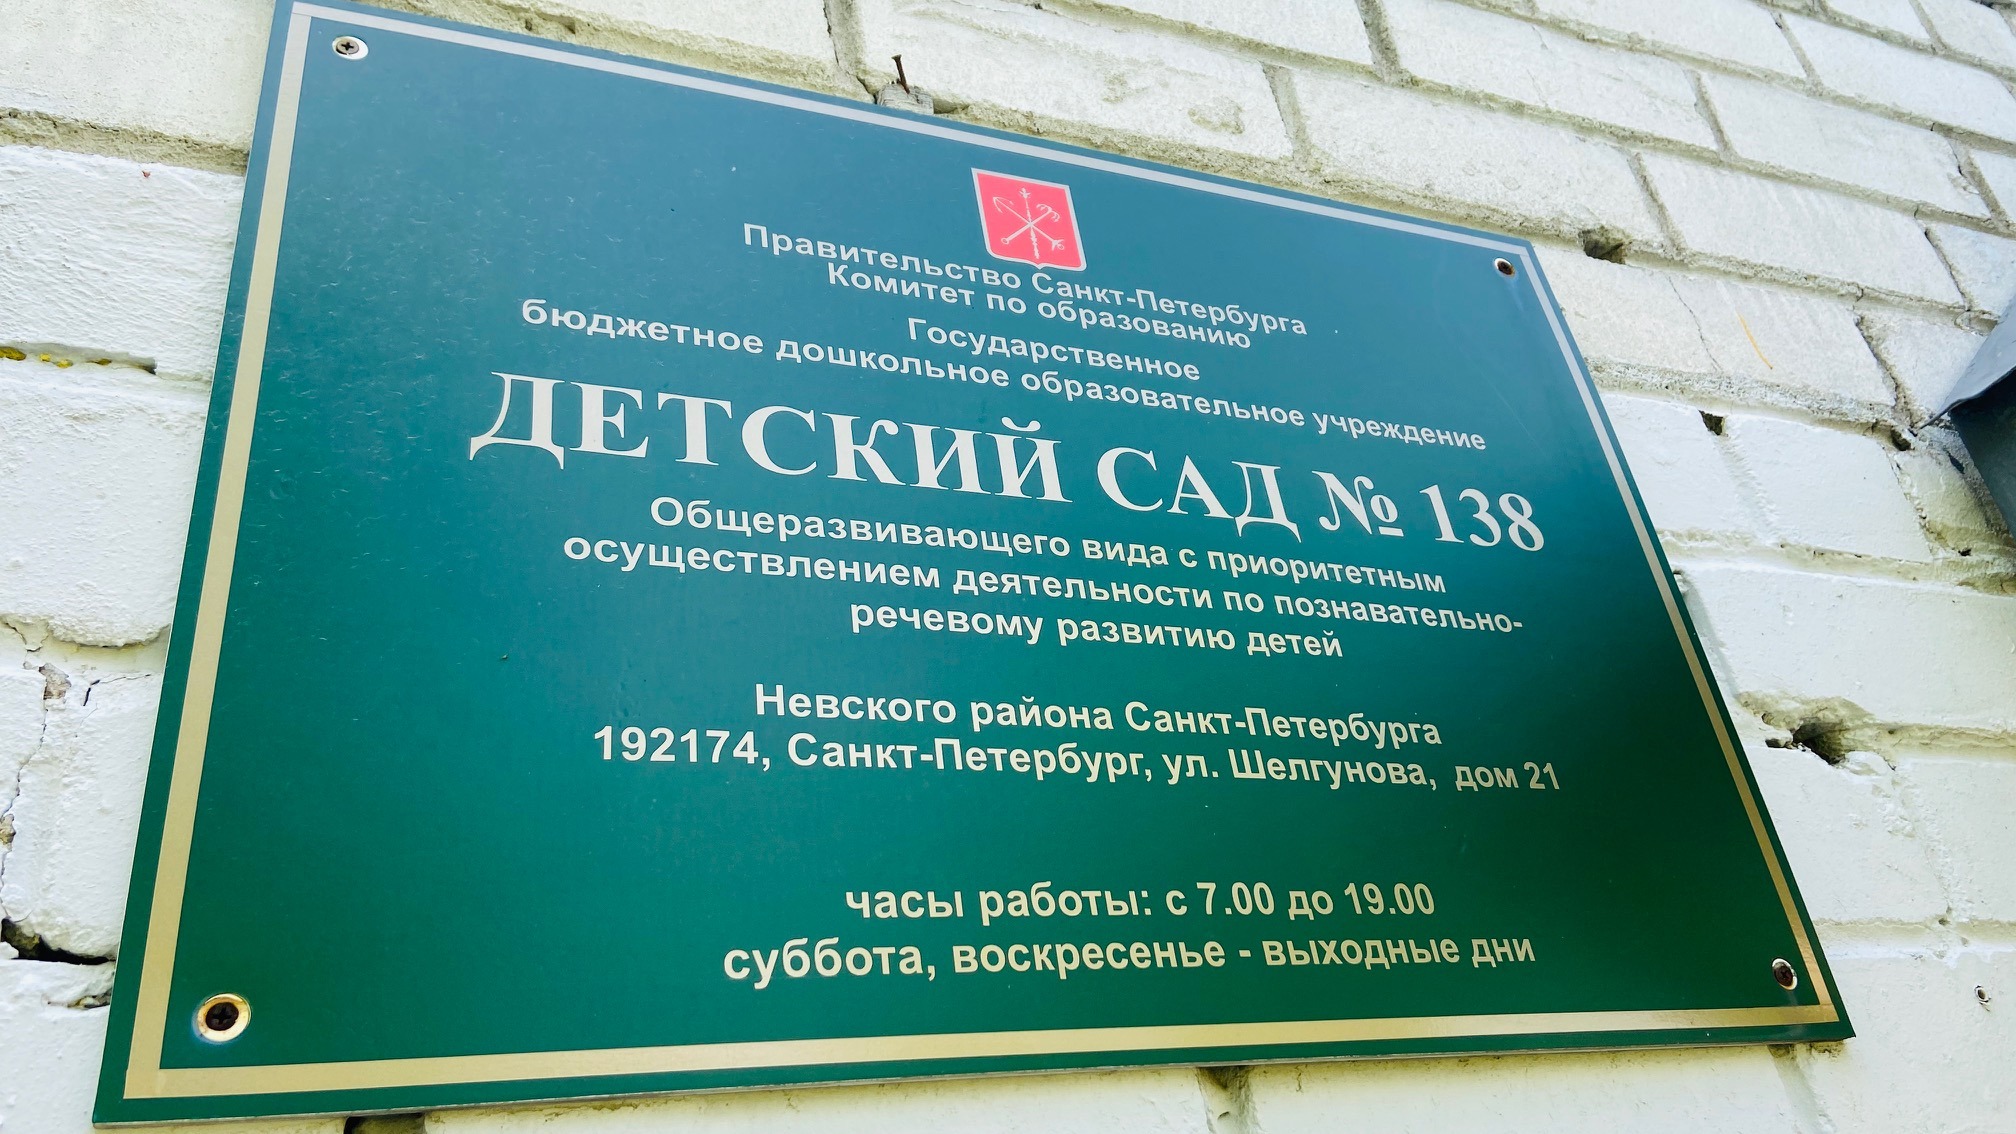 Правительство Санкт-Петербурга
Комитет по образованию
Государственное
бюджетное дошкольное образовательное учреждение
ДЕТСКИЙ САД № 138
Общеразвивающего вида с приоритетным
осуществлением деятельности по познавательно-
речевому развитию детей
Невского района Санкт-Петербурга
192174, Санкт-Петербург, ул. Шелгунова, дом 21
часы работы: с 7.00 до 19.00
суббота, воскресенье - выходные дни